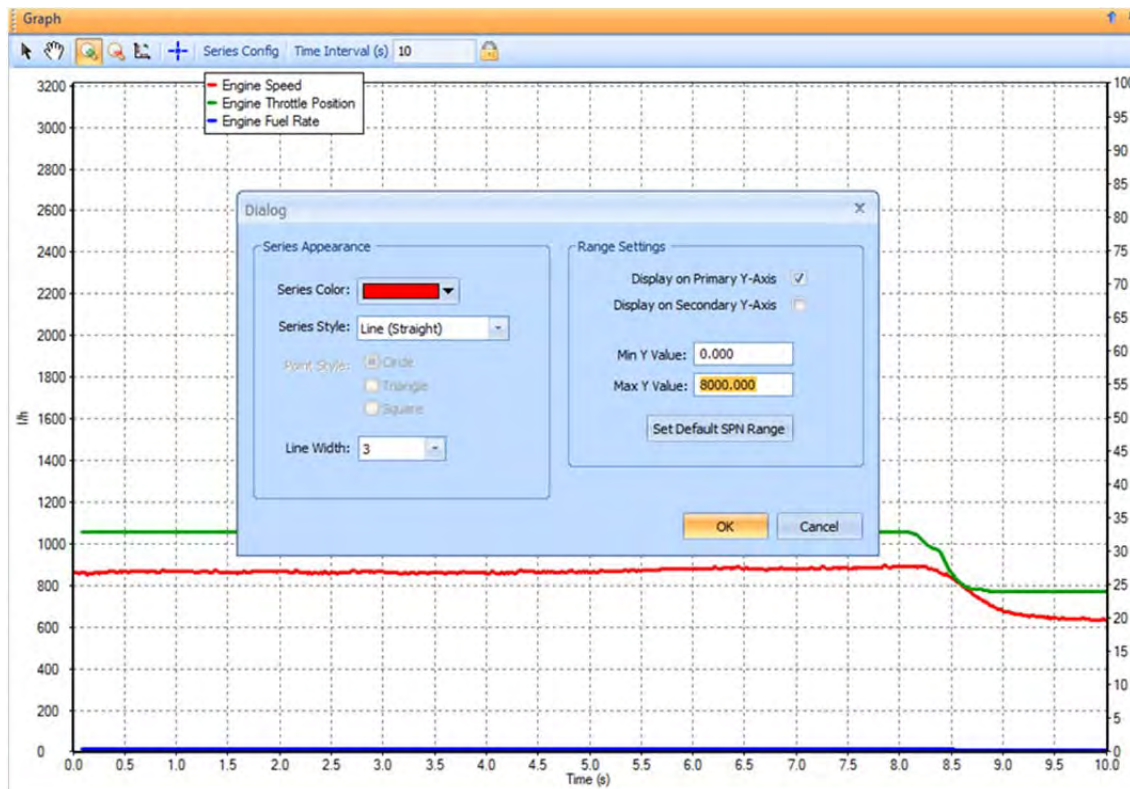 Graph
Series Config Time Interval (s) 10
Engine Speed
Engine Throttle Position
Engine Fuel Rate
3200
3000
2800
2600
2400
2200
2000
1800
1600
1400
1200
1000
800
600
400
200
0
l/h
Dialog
Series Appearance
Series Color:
Series Style: Line (Straight)
Point Style: Circle
Triangle
Square
Line Width: 3
Range Settings
Display on Primary Y-Axis
Display on Secondary Y-Axis
Min Y Value: 0.000
Max Y Value: 8000.000
Set Default SPN Range
OK Cancel
100
95
90
85
80
75
70
65
60
55
50
45
40
35
30
25
20
15
10
5
0
0.0 0.5 1.0 1.5 2.0 2.5 3.0 3.5 4.0 4.5 5.0 5.5 6.0 6.5 7.0 7.5 8.0 8.5 9.0 9.5 10.0
Time (s)